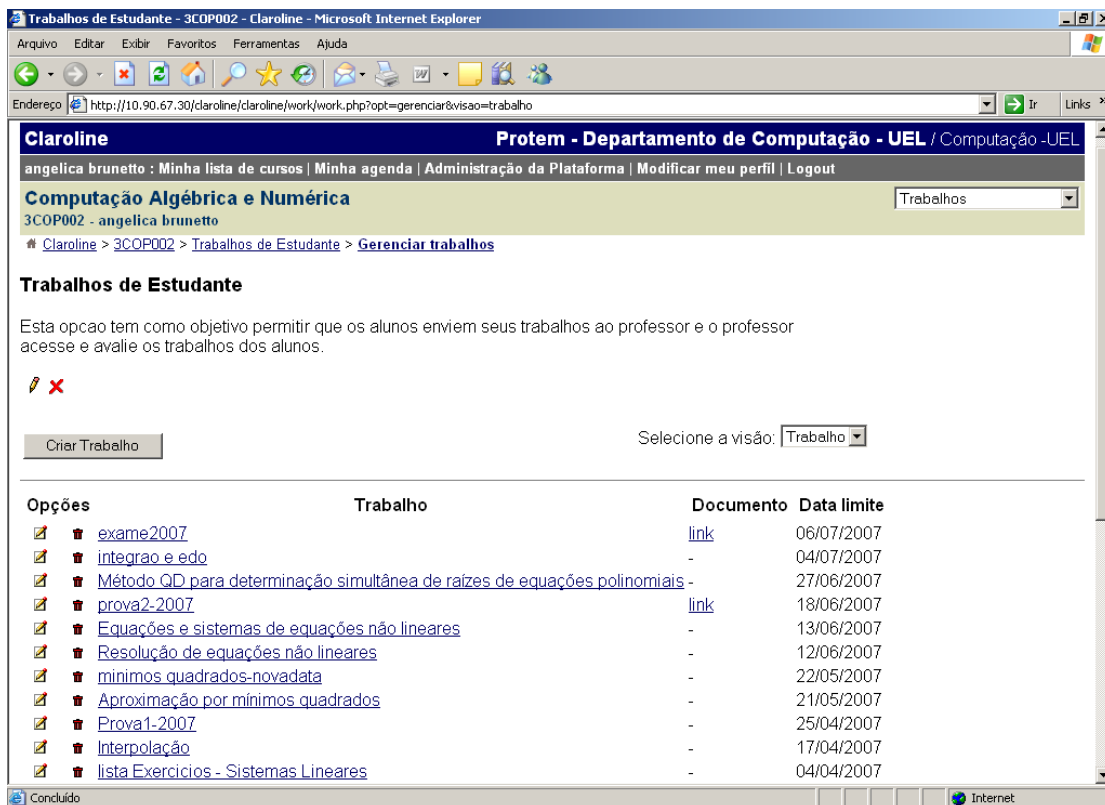 Trabalhos de Estudante - 3COP002 - Claroline - Microsoft Internet Explorer
Arquivo Editar Exibir Favoritos Ferramentas Ajuda
Endereço http://10.90.67.30/claroline/claroline/work/work.php?opt=gerenciar&visao=trabalho Ir Links »
Claroline Protem - Departamento de Computação - UEL / Computação -UEL
angelica brunetto : Minha lista de cursos | Minha agenda | Administração da Plataforma | Modificar meu perfil | Logout
Computação Algébrica e Numérica Trabalhos
3COP002 - angelica brunetto
Claroline > 3COP002 > Trabalhos de Estudante > Gerenciar trabalhos
Trabalhos de Estudante
Esta opcao tem como objetivo permitir que os alunos enviem seus trabalhos ao professor e o professor
acesse e avalie os trabalhos dos alunos.
Criar Trabalho Selecione a visão: Trabalho
Opções Trabalho Documento Data limite
exame2007 link 06/07/2007
integrao e edo - 04/07/2007
Método QD para determinação simultânea de raízes de equações polinomiais - 27/06/2007
prova2-2007 link 18/06/2007
Equações e sistemas de equações não lineares - 13/06/2007
Resolução de equações não lineares - 12/06/2007
minimos quadrados-novadata - 22/05/2007
Aproximação por mínimos quadrados - 21/05/2007
Prova1-2007 - 25/04/2007
Interpolação - 17/04/2007
lista Exercicios - Sistemas Lineares - 04/04/2007
Concluído Internet